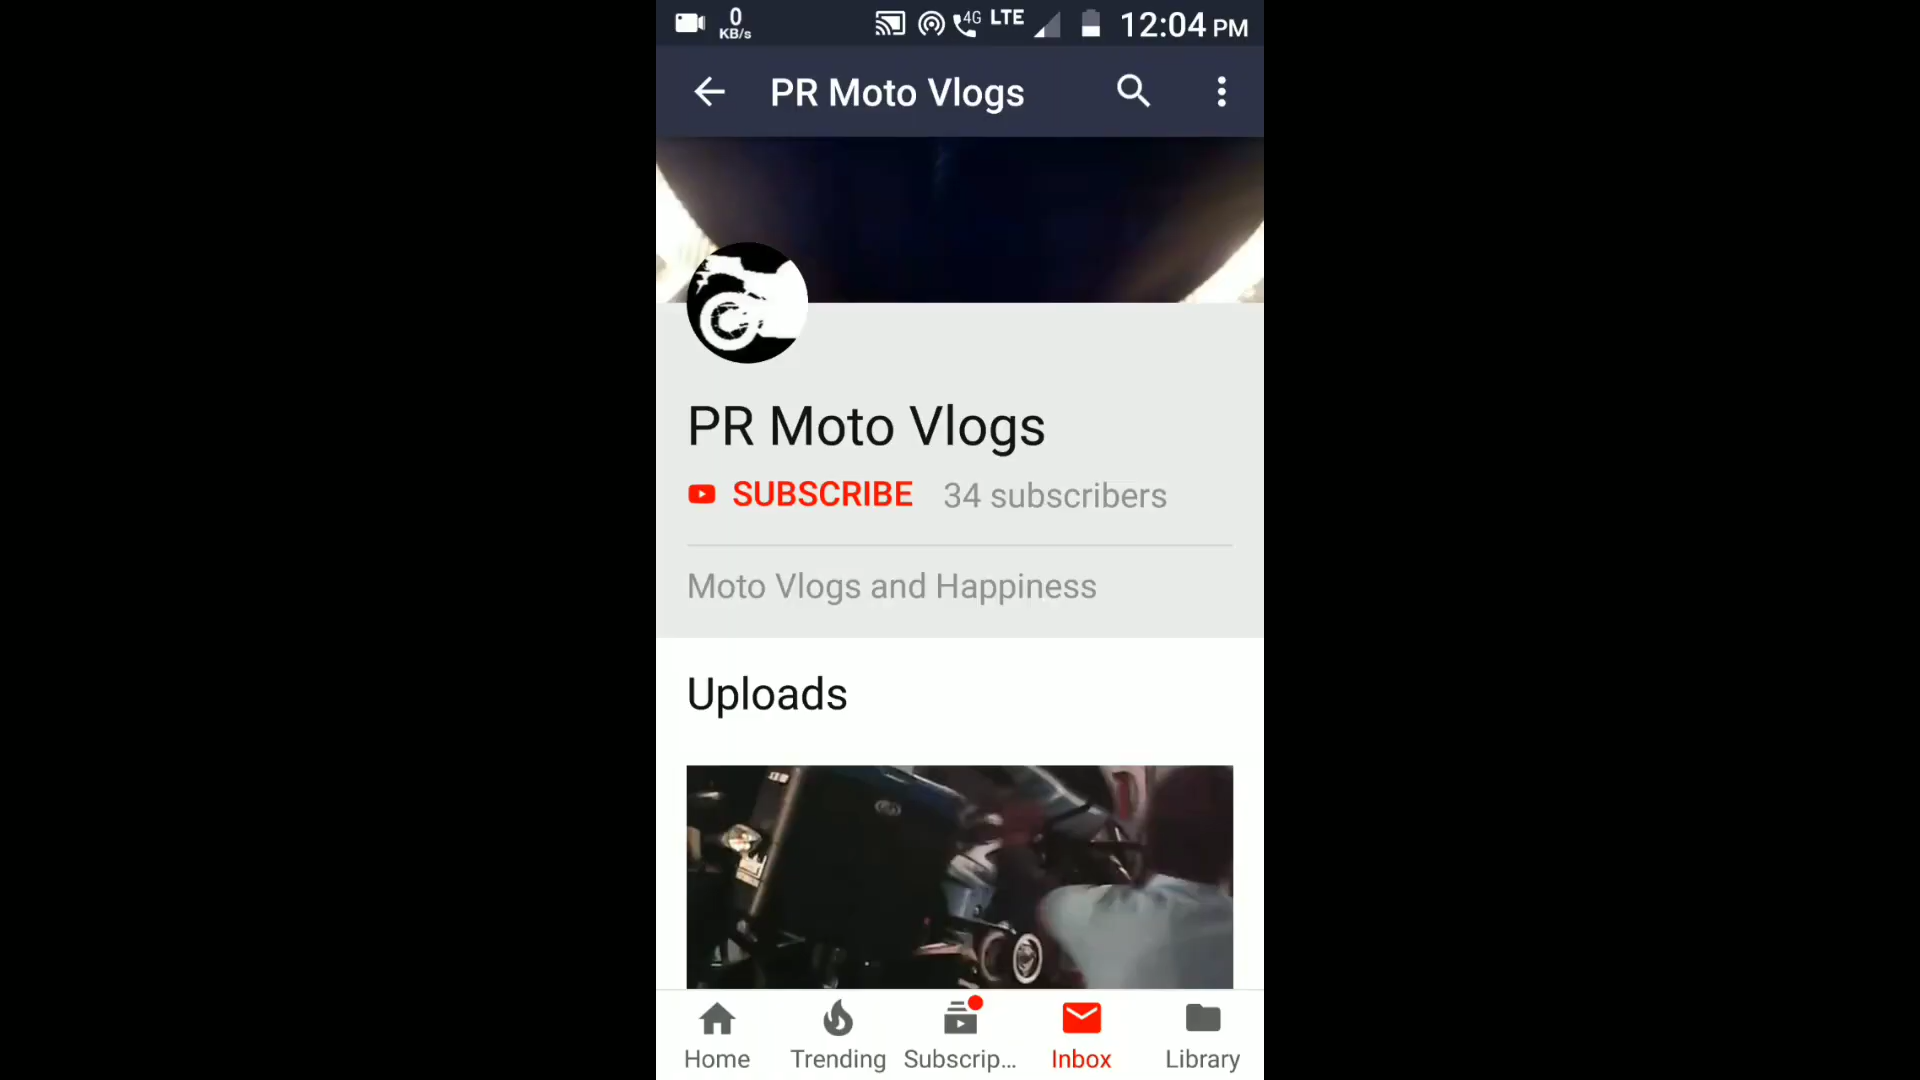 0
KB/s
4G LTE
12:04 PM
PR Moto Vlogs
PR Moto Vlogs
SUBSCRIBE 34 subscribers
Moto Vlogs and Happiness
Uploads
Home Trending Subscrip... Inbox Library